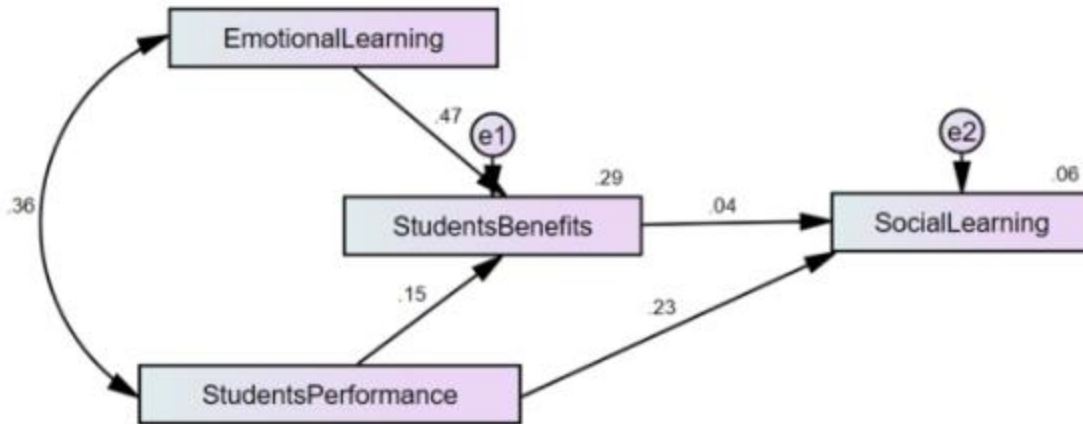 EmotionalLearning
.47
e1
e2
.36
.29
.06
StudentsBenefits
.04
SocialLearning
.15
.23
StudentsPerformance